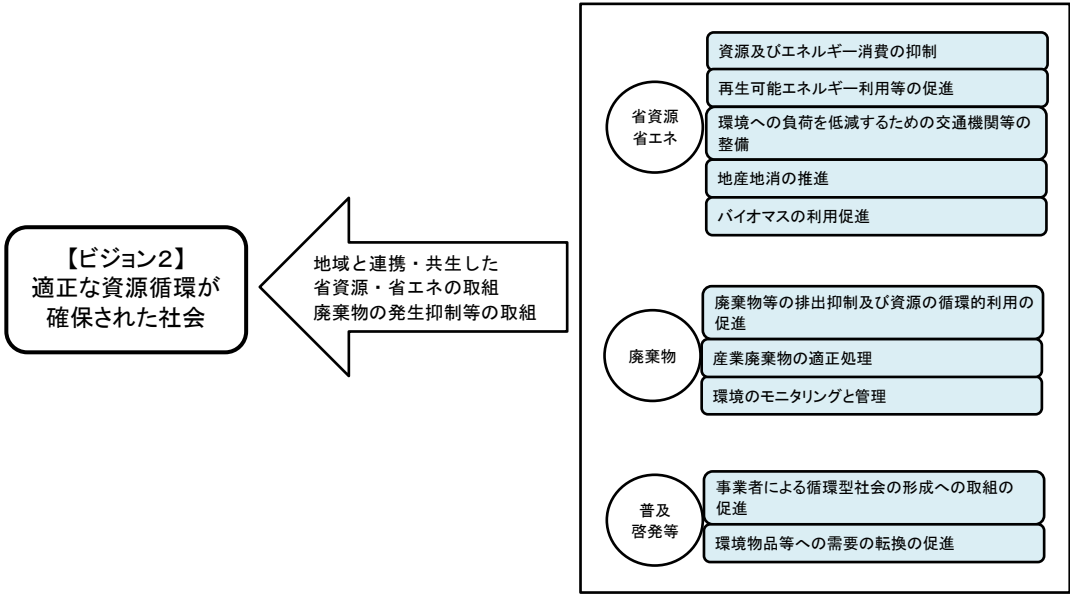 【ビジョン２】
適正な資源循環が
確保された社会
地域と連携・共生した
省資源・省エネの取組
廃棄物の発生抑制等の取組
省資源
省エネ
資源及びエネルギー消費の抑制
再生可能エネルギー利用等の促進
環境への負荷を低減するための交通機関等の
整備
地産地消の推進
バイオマスの利用促進
廃棄物
廃棄物等の排出抑制及び資源の循環的利用の
促進
産業廃棄物の適正処理
環境のモニタリングと管理
普及
啓発等
事業者による循環型社会の形成への取組の
促進
環境物品等への需要の転換の促進